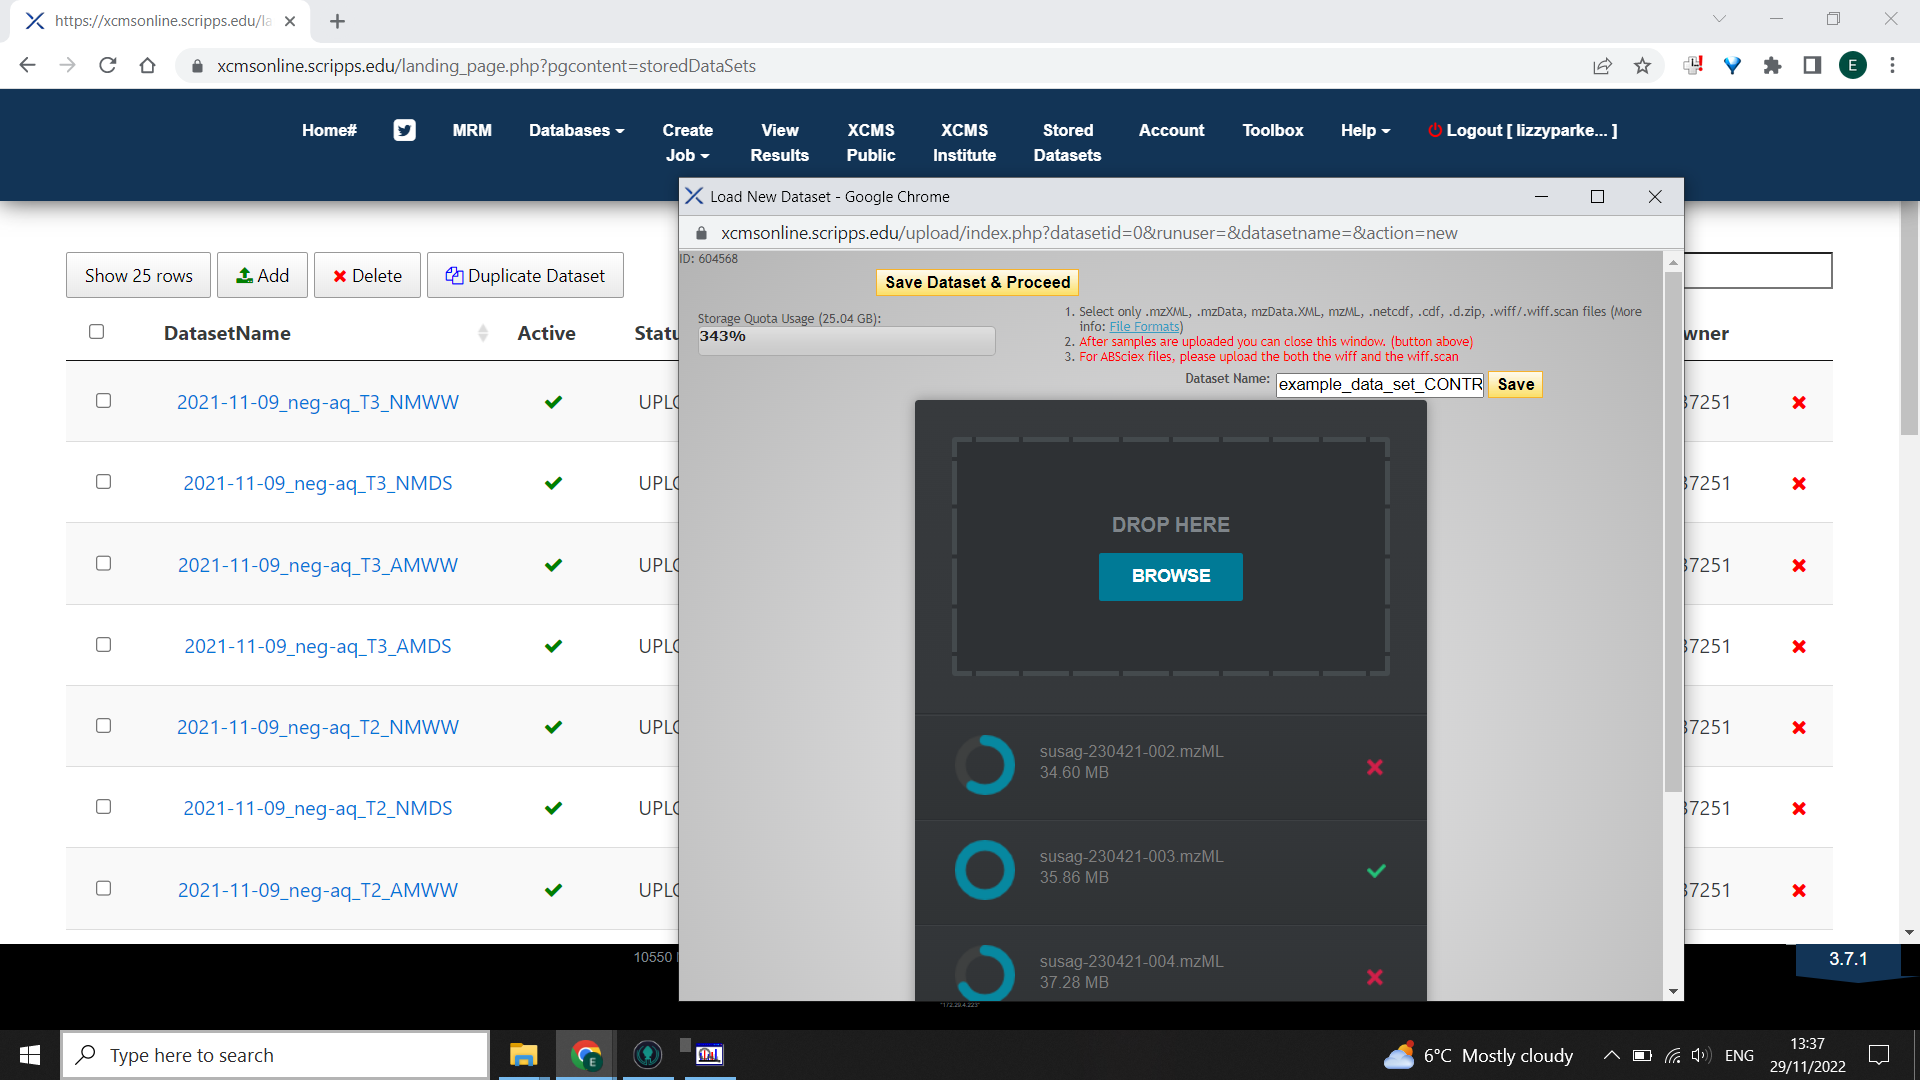 https://xcmsonline.scripps.edu/la
xcmsonline.scripps.edu/landing_page.php?pgcontent=storedDataSets
E
Home#
MRM
Databases
Create Job
View Results
XCMS Public
XCMS Institute
Stored Datasets
Account
Toolbox
Help
Logout [ lizzyparke... ]
Load New Dataset - Google Chrome
xcmsonline.scripps.edu/upload/index.php?datasetid=0&runuser=&datasetname=&action=new
ID: 604568
Save Dataset & Proceed
Storage Quota Usage (25.04 GB):
343%
1. Select only .mzXML, .mzData, mzData.XML, mzML, .netcdf, .cdf, .d.zip, .wiff/.wiff.scan files (More
info: File Formats)
2. After samples are uploaded you can close this window. (button above)
3. For ABSciex files, please upload the both the wiff and the wiff.scan
Dataset Name: example_data_set_CONTR Save
DROP HERE
BROWSE
susag-230421-002.mzML
34.60 MB
susag-230421-003.mzML
35.86 MB
susag-230421-004.mzML
37.28 MB
Show 25 rows Add Delete Duplicate Dataset
DatasetName Active Statu wner
2021-11-09_neg-aq_T3_NMWW UPLO 37251
2021-11-09_neg-aq_T3_NMDS UPLO 37251
2021-11-09_neg-aq_T3_AMWW UPLO 37251
2021-11-09_neg-aq_T3_AMDS UPLO 37251
2021-11-09_neg-aq_T2_NMWW UPLO 37251
2021-11-09_neg-aq_T2_NMDS UPLO 37251
2021-11-09_neg-aq_T2_AMWW UPLO 37251
10550
3.7.1
Type here to search
E
6°C Mostly cloudy
ENG
13:37
29/11/2022